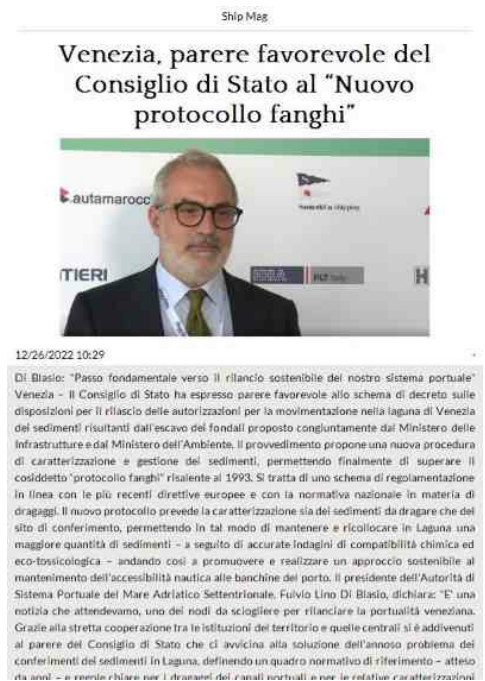 Ship Mag
Venezia, parere favorevole del
Consiglio di Stato al “Nuovo
protocollo fanghi”
autamarocc
TIERI
PLT
H
12/26/2022 10:29
Di Blasio: "Passo fondamentale verso il rilancio sostenibile del nostro sistema portuale"
Venezia – Il Consiglio di Stato ha espresso parere favorevole allo schema di decreto sulle
disposizioni per il rilascio delle autorizzazioni per la movimentazione nella laguna di Venezia
dei sedimenti risultanti dall'escavo dei fondali proposto congiuntamente dal Ministero delle
Infrastrutture e dal Ministero dell'Ambiente. Il provvedimento propone una nuova procedura
di caratterizzazione e gestione dei sedimenti, permettendo finalmente di superare il
cosiddetto "protocollo fanghi" risalente al 1993. Si tratta di uno schema di regolamentazione
in linea con le più recenti direttive europee e con la normativa nazionale in materia di
dragaggi. Il nuovo protocollo prevede la caratterizzazione sia dei sedimenti da dragare che del
sito di conferimento, permettendo in tal modo di mantenere e ricollocare in Laguna una
maggiore quantità di sedimenti – a seguito di accurate indagini di compatibilità chimica ed
eco-tossicologica – andando così a promuovere e realizzare un approccio sostenibile al
mantenimento dell'accessibilità nautica alle banchine del porto. Il presidente dell'Autorità di
Sistema Portuale del Mare Adriatico Settentrionale, Fulvio Lino Di Blasio, dichiara: "E' una
notizia che attendevamo, uno dei nodi da sciogliere per rilanciare la portualità veneziana.
Grazie alla stretta cooperazione tra le istituzioni del territorio e quelle centrali si è addivenuti
al parere del Consiglio di Stato che ci avvicina alla soluzione dell'annoso problema dei
conferimenti dei sedimenti in Laguna, definendo un quadro normativo di riferimento – atteso
da anni – e regole chiare per i dragaggi dei canali portuali e per le relative caratterizzazioni